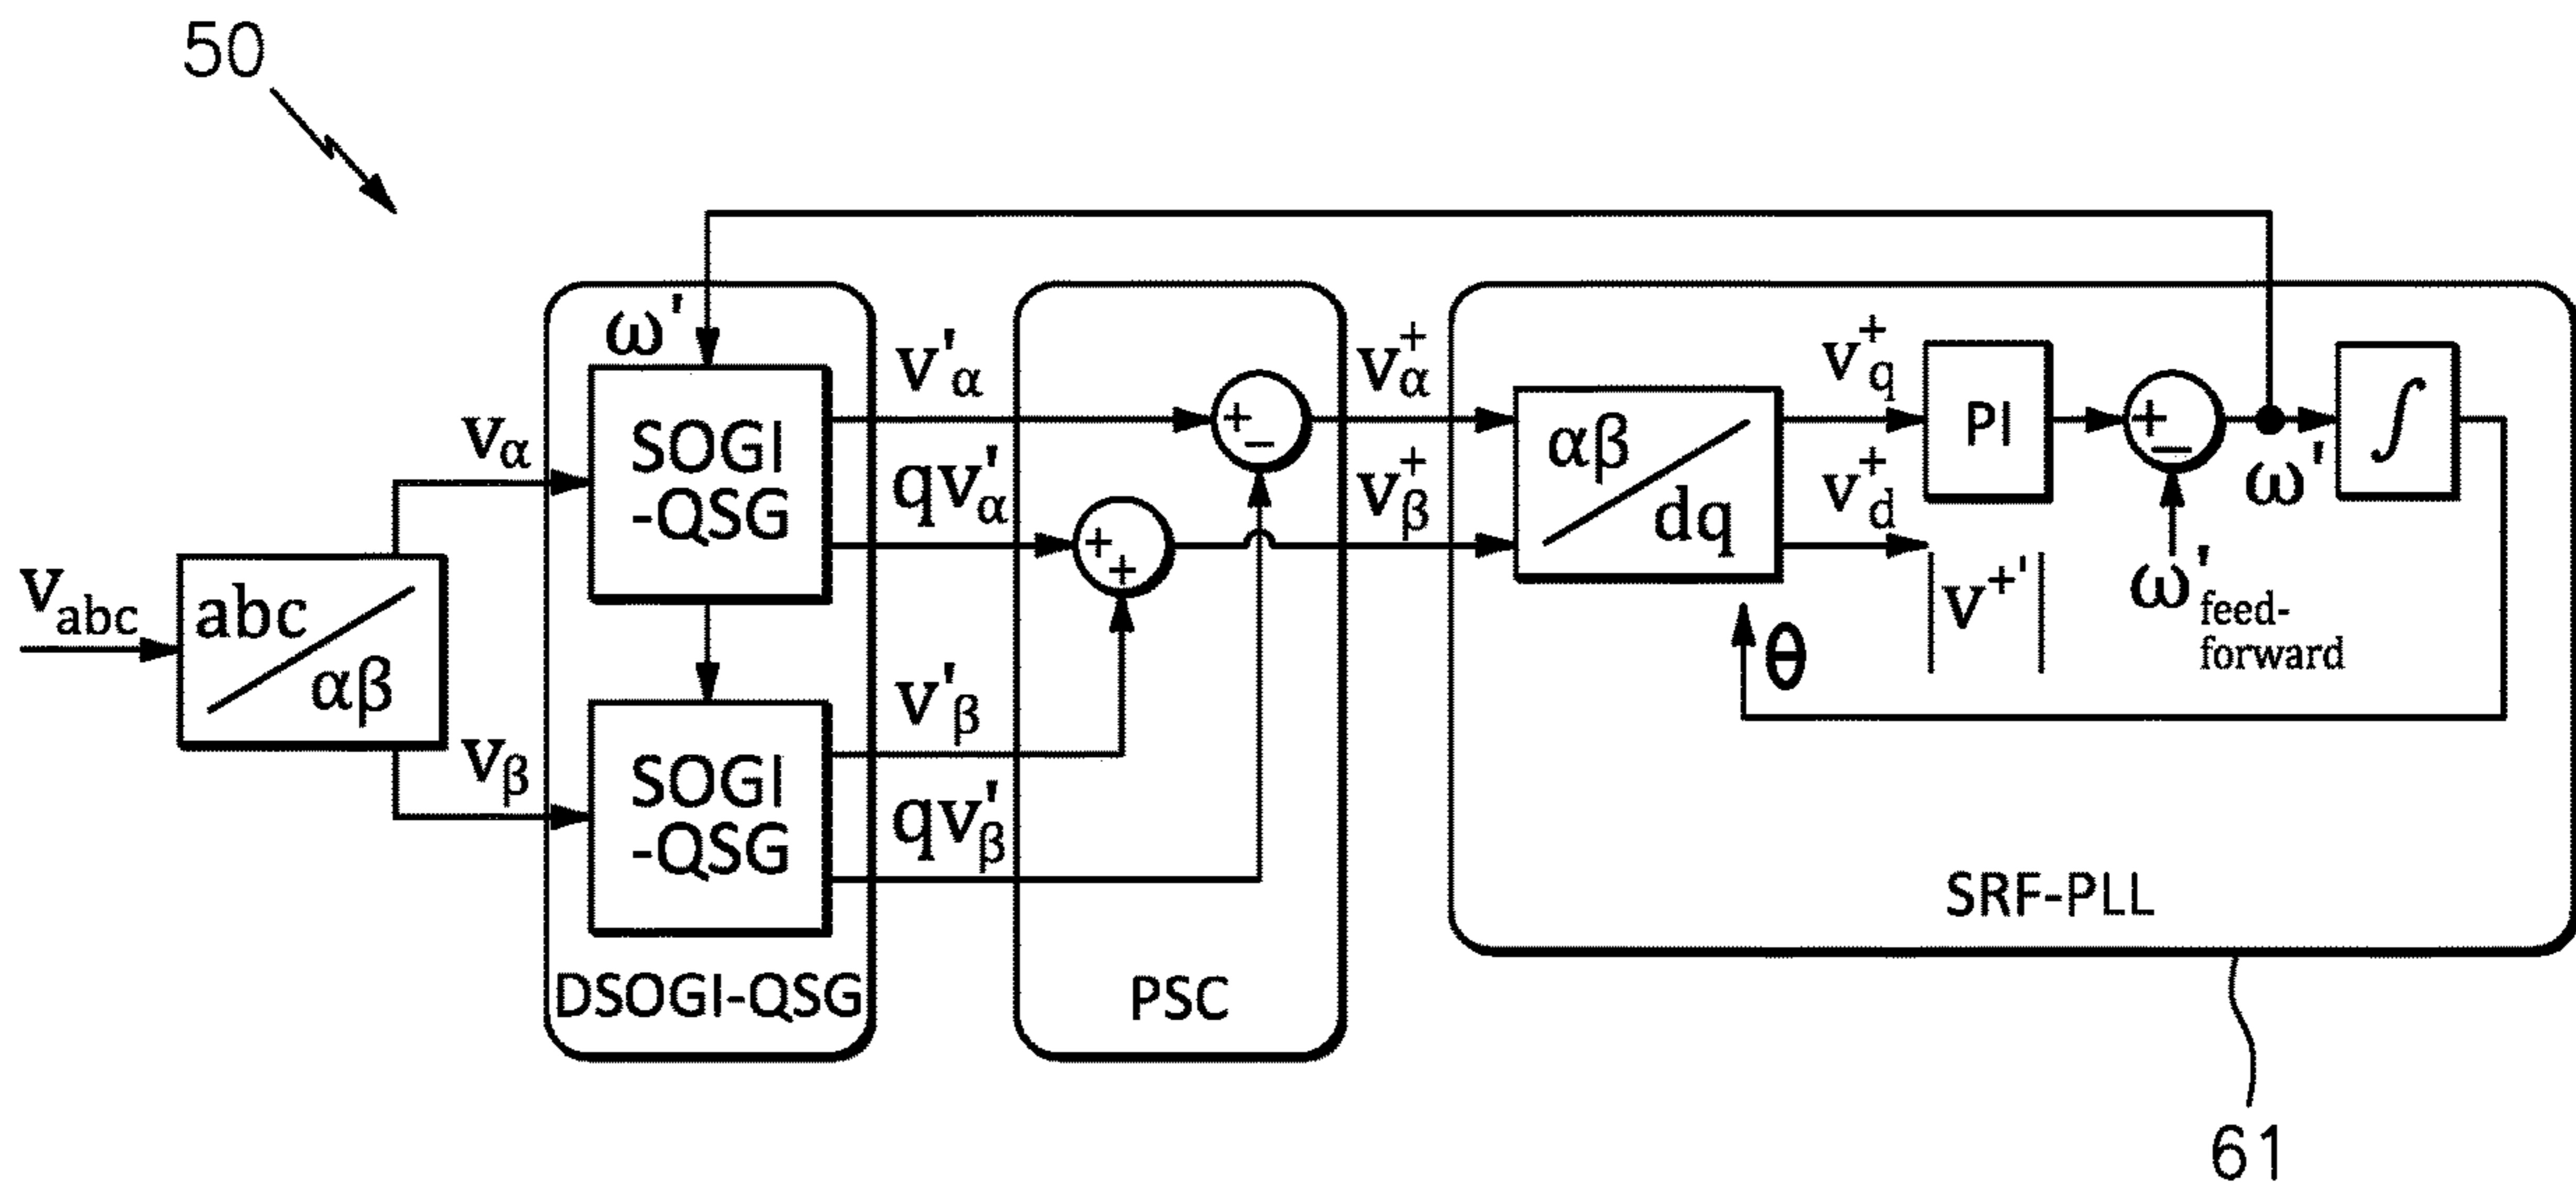 50
ω'
v'α
v+α
v+q
PI
∫
vα
SOGI
-QSG
qv'α
v+β
αβ
dq
v+d
ω'
+
−
+
+
+
−
vabc
abc
αβ
θ
|v+'|
ω'feed-
forward
vβ
SOGI
-QSG
v'β
qv'β
DSOGI-QSG
PSC
SRF-PLL
61